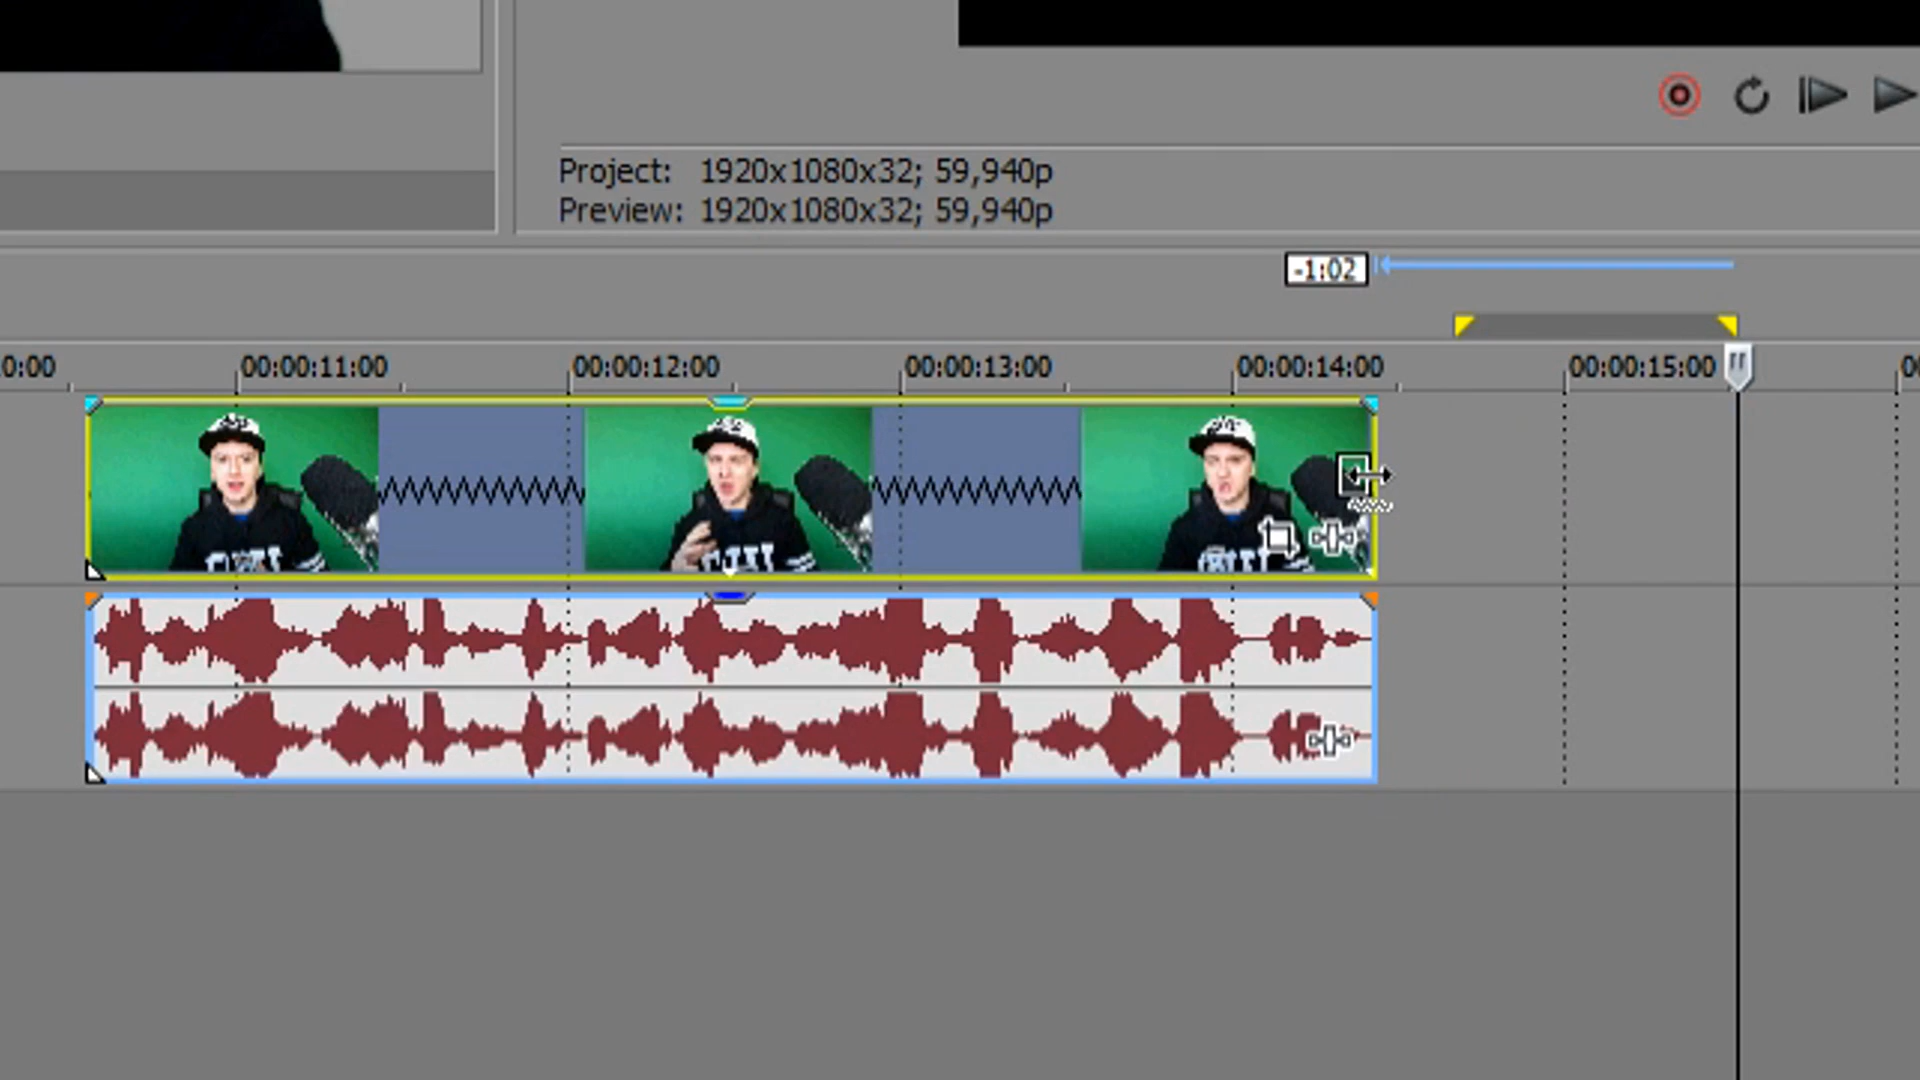 Project: 1920x1080x32; 59,940p
Preview: 1920x1080x32; 59,940p
-1:02
0:00 00:00:11:00 00:00:12:00 00:00:13:00 00:00:14:00 00:00:15:00